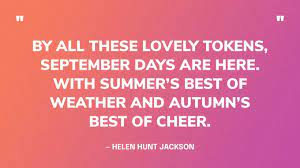 "
"
BY ALL THESE LOVELY TOKENS,
SEPTEMBER DAYS ARE HERE.
WITH SUMMER'S BEST OF
WEATHER AND AUTUMN'S
BEST OF CHEER.
– HELEN HUNT JACKSON